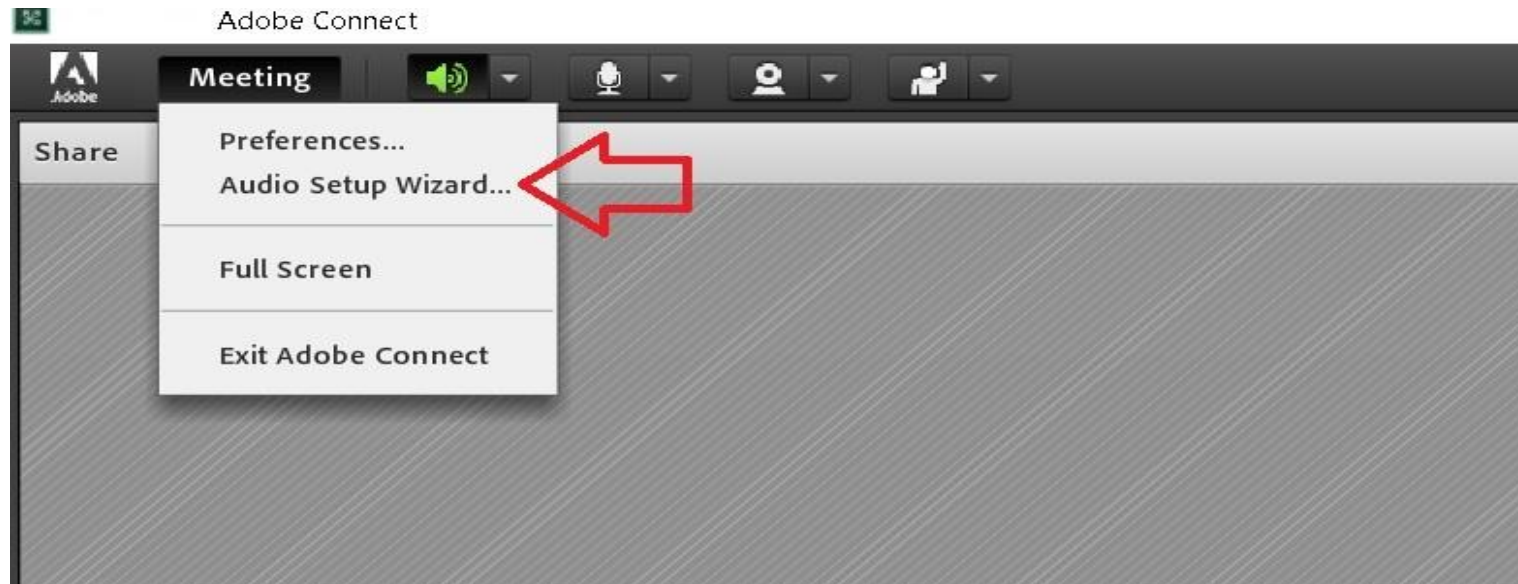 Adobe Connect
Adobe
Meeting
Share
Preferences...
Audio Setup Wizard...
Full Screen
Exit Adobe Connect